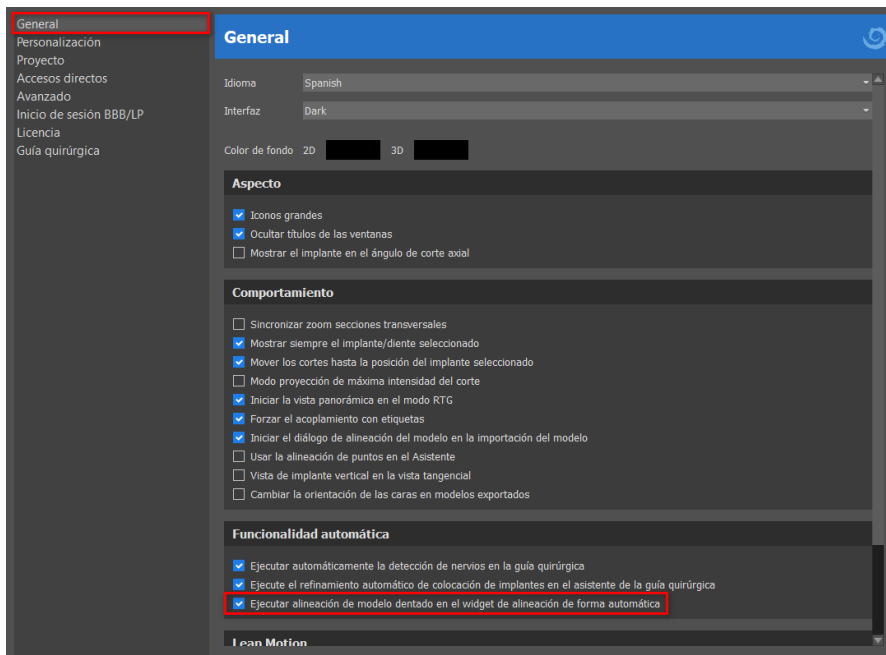 General
Personalización
Proyecto
Accesos directos
Avanzado
Inicio de sesión BBB/LP
Licencia
Guía quirúrgica
General
Idioma Spanish
Interfaz Dark
Color de fondo 2D 3D
Aspecto
Iconos grandes
Ocultar títulos de las ventanas
Mostrar el implante en el ángulo de corte axial
Comportamiento
Sincronizar zoom secciones transversales
Mostrar siempre el implante/diente seleccionado
Mover los cortes hasta la posición del implante seleccionado
Modo proyección de máxima intensidad del corte
Iniciar la vista panorámica en el modo RTG
Forzar el acoplamiento con etiquetas
Iniciar el diálogo de alineación del modelo en la importación del modelo
Usar la alineación de puntos en el Asistente
Vista de implante vertical en la vista tangencial
Cambiar la orientación de las caras en modelos exportados
Funcionalidad automática
Ejecutar automáticamente la detección de nervios en la guía quirúrgica
Ejecute el refinamiento automático de colocación de implantes en el asistente de la guía quirúrgica
Ejecutar alineación de modelo dentado en el widget de alineación de forma automática
Leap Motion